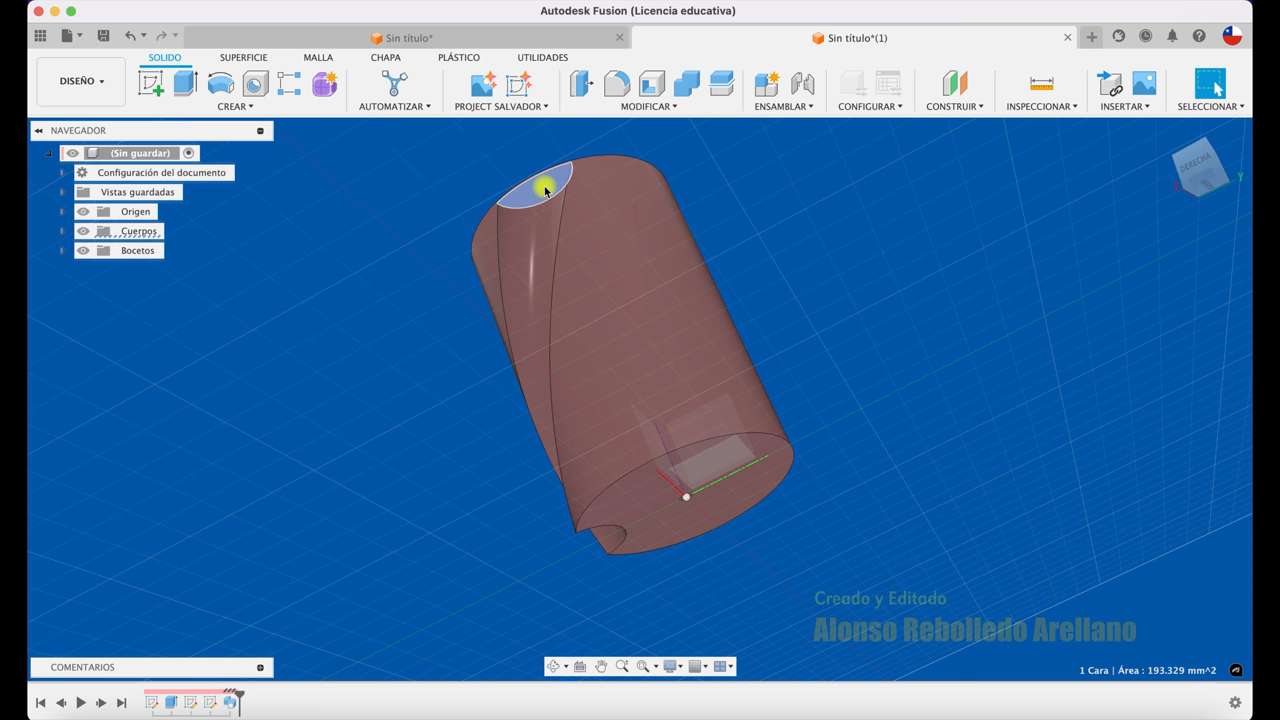 Autodesk Fusion (Licencia educativa)
Sin título*
Sin título*(1)
SOLIDO
SUPERFICIE
MALLA
CHAPA
PLÁSTICO
UTILIDADES
DISEÑO
CREAR
AUTOMATIZAR
PROJECT SALVADOR
MODIFICAR
ENSAMBLAR
CONFIGURAR
CONSTRUIR
INSPECCIONAR
INSERTAR
SELECCIONAR
NAVEGADOR
(Sin guardar)
Configuración del documento
Vistas guardadas
Origen
Cuerpos
Bocetos
DERECHA
Y
Creado y Editado
Alonso Rebolledo Arellano
COMENTARIOS
1 Cara | Área : 193.329 mm^2